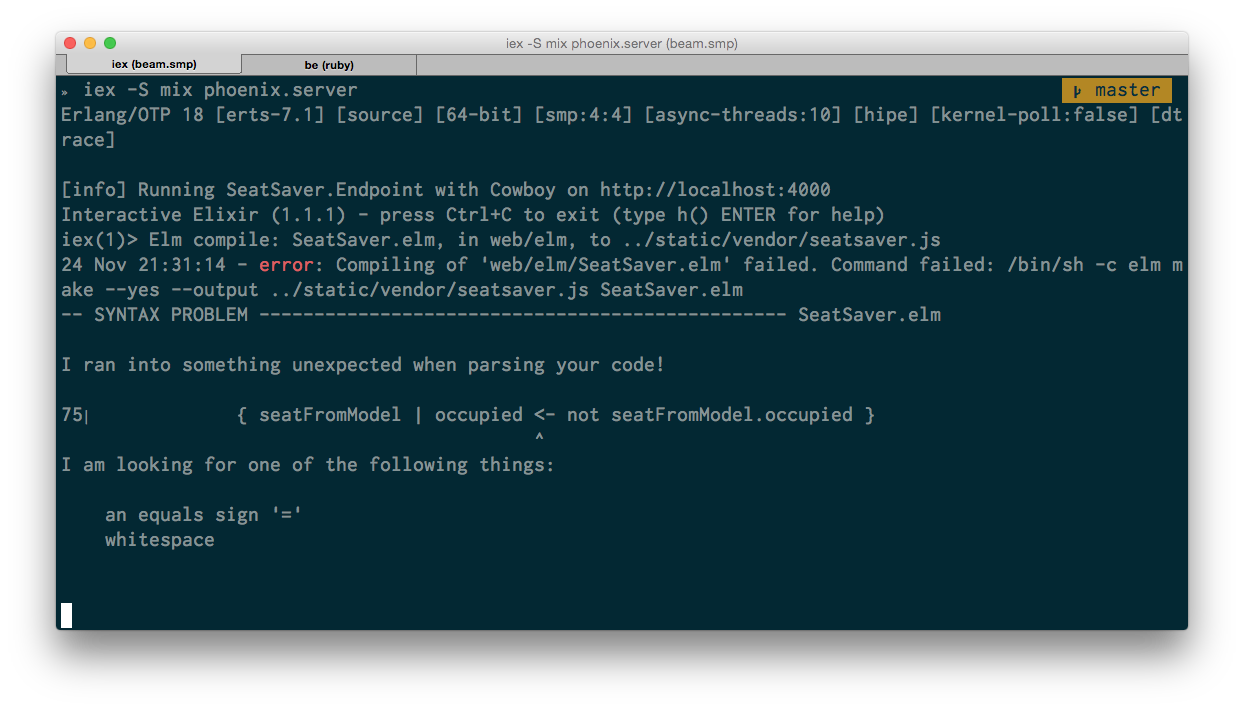 iex -S mix phoenix.server (beam.smp)
iex (beam.smp) be (ruby)
» iex -S mix phoenix.server master
Erlang/OTP 18 [erts-7.1] [source] [64-bit] [smp:4:4] [async-threads:10] [hipe] [kernel-poll:false] [dt
race]
[info] Running SeatSaver.Endpoint with Cowboy on http://localhost:4000
Interactive Elixir (1.1.1) - press Ctrl+C to exit (type h() ENTER for help)
iex(1)> Elm compile: SeatSaver.elm, in web/elm, to ../static/vendor/seatsaver.js
24 Nov 21:31:14 - error: Compiling of 'web/elm/SeatSaver.elm' failed. Command failed: /bin/sh -c elm m
ake --yes --output ../static/vendor/seatsaver.js SeatSaver.elm
-- SYNTAX PROBLEM ------------------------------------------------ SeatSaver.elm
I ran into something unexpected when parsing your code!
75| { seatFromModel | occupied <- not seatFromModel.occupied }
^
I am looking for one of the following things:
an equals sign '='
whitespace